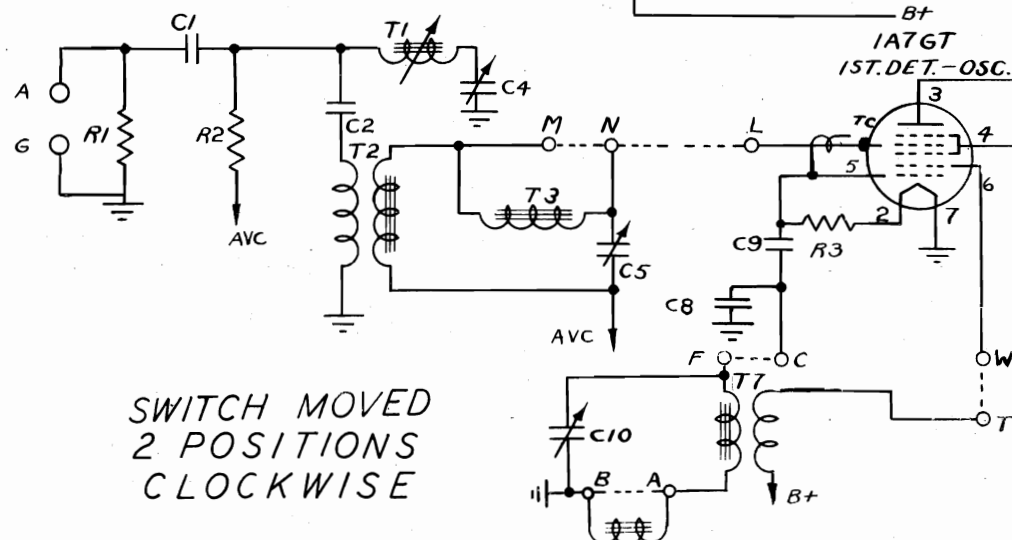 B+
1A7GT
1ST. DET.-OSC.
C1
T1
3
A
C4
TC
4
G
R1
R2
C2
M
N
L
5
6
T2
T3
2
7
AVC
C9
R3
C5
C8
AVC
F
C
W
T7
SWITCH MOVED
2 POSITIONS
CLOCKWISE
C10
T
B
A
B+